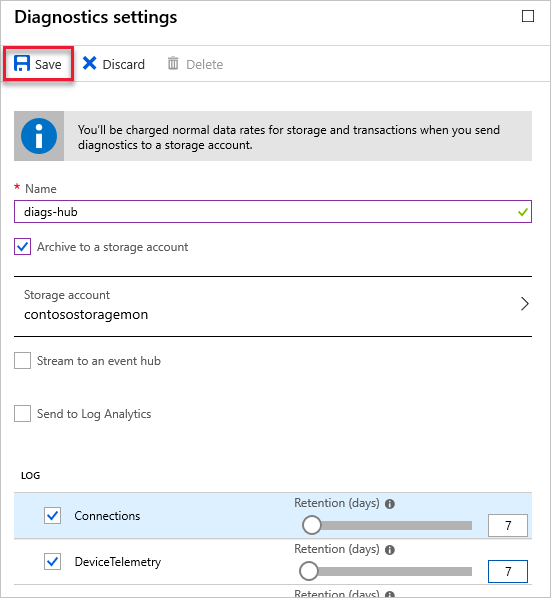 Diagnostics settings
Save
Discard
Delete
You'll be charged normal data rates for storage and transactions when you send
diagnostics to a storage account.
* Name
diags-hub
Archive to a storage account
Storage account
contosostoragemon
Stream to an event hub
Send to Log Analytics
LOG
Connections
Retention (days)
7
DeviceTelemetry
Retention (days)
7
Retention (days)